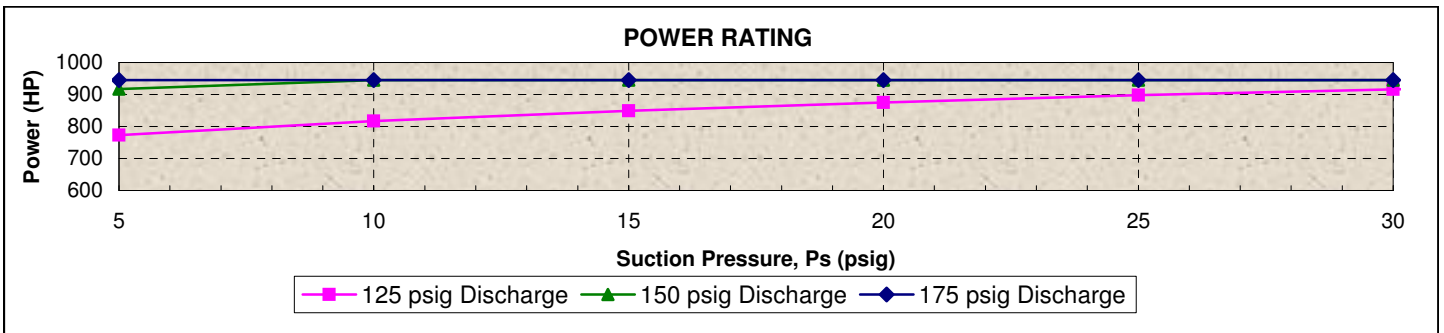 POWER RATING
Power (HP)
1000
900
800
700
600
5 10 15 20 25 30
Suction Pressure, Ps (psig)
125 psig Discharge 150 psig Discharge 175 psig Discharge